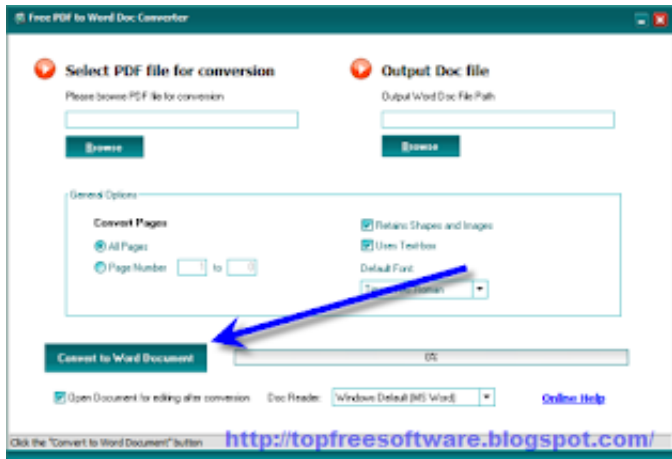 Free PDF to Word Doc Converter
Select PDF file for conversion
Output Doc file
Please browse PDF file for conversion
Output Word Doc File Path
Browse
Browse
General Options
Convert Pages
Retains Shapes and Images
All Pages
Uses Text-box
Page Number 1 to 0
Default Font:
Roman
Convert to Word Document
0%
Open Document for editing after conversion
Doc Reader:
Windows Default (MS Word)
Online Help
Click the "Convert to Word Document" button
http://topfreesoftware.blogspot.com/